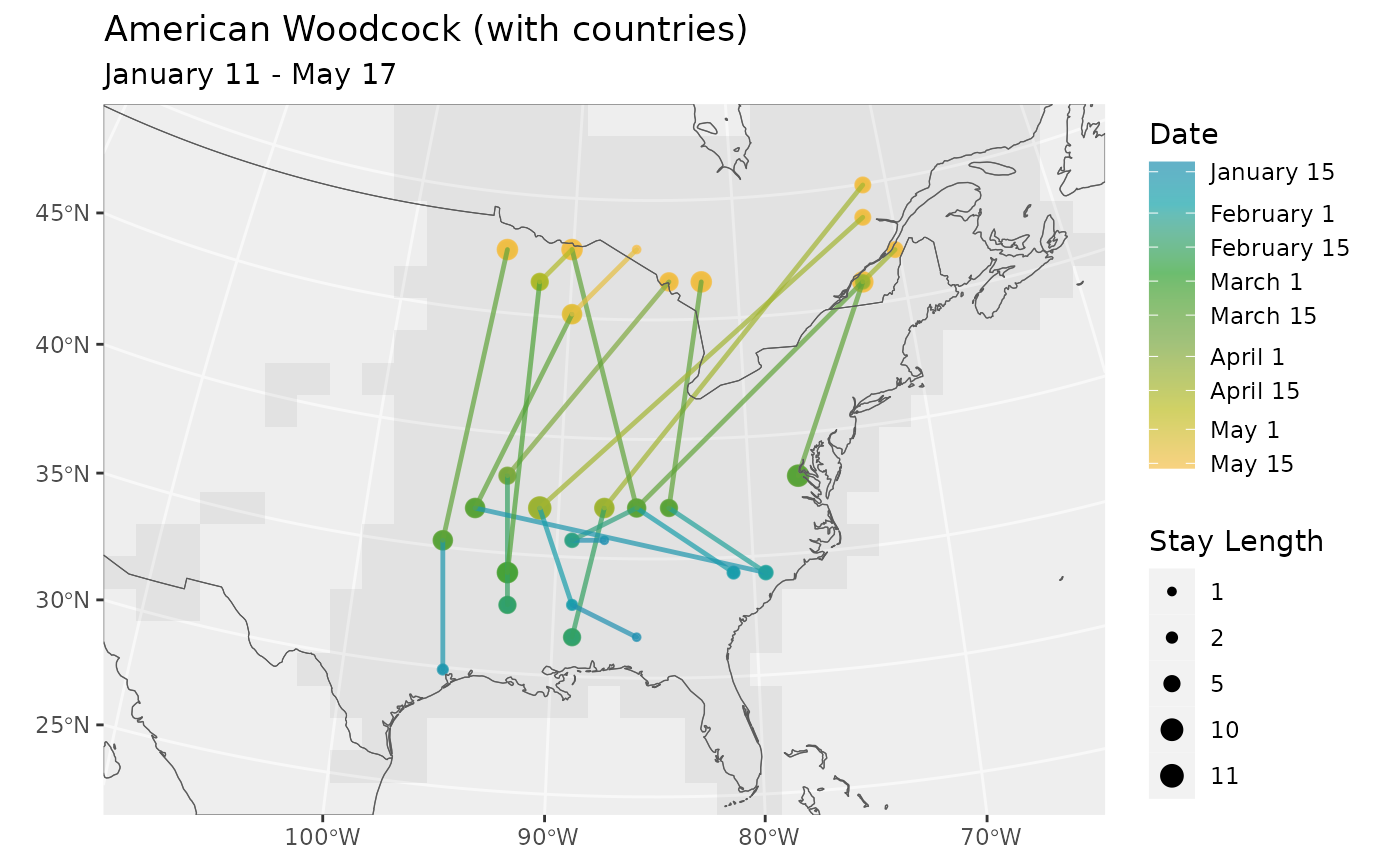 American Woodcock (with countries)
January 11 - May 17
45°N
40°N
35°N
30°N
25°N
100°W
90°W
80°W
70°W
Date
January 15
February 1
February 15
March 1
March 15
April 1
April 15
May 1
May 15
Stay Length
1
2
5
10
11